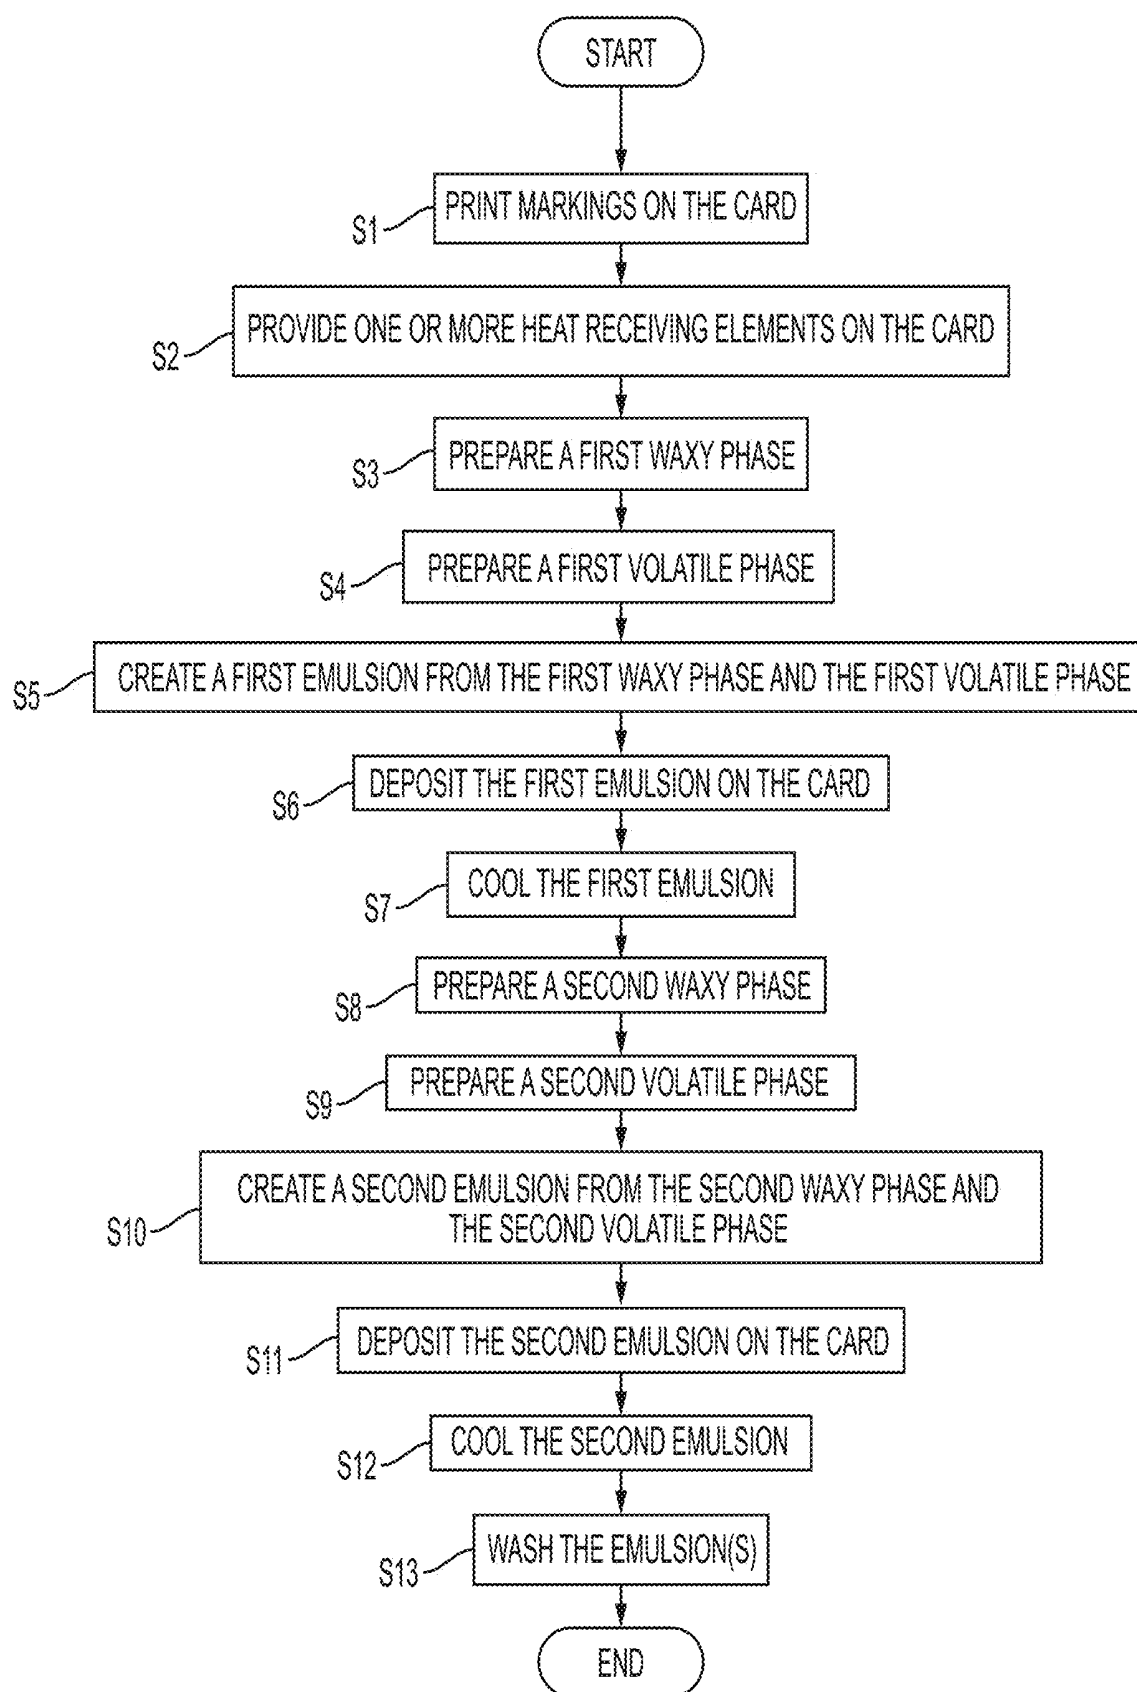 START
PRINT MARKINGS ON THE CARD
S1
PROVIDE ONE OR MORE HEAT RECEIVING ELEMENTS ON THE CARD
S2
PREPARE A FIRST WAXY PHASE
S3
PREPARE A FIRST VOLATILE PHASE
S4
CREATE A FIRST EMULSION FROM THE FIRST WAXY PHASE AND THE FIRST VOLATILE PHASE
S5
DEPOSIT THE FIRST EMULSION ON THE CARD
S6
COOL THE FIRST EMULSION
S7
PREPARE A SECOND WAXY PHASE
S8
PREPARE A SECOND VOLATILE PHASE
S9
CREATE A SECOND EMULSION FROM THE SECOND WAXY PHASE AND
THE SECOND VOLATILE PHASE
S10
DEPOSIT THE SECOND EMULSION ON THE CARD
S11
COOL THE SECOND EMULSION
S12
WASH THE EMULSION(S)
S13
END